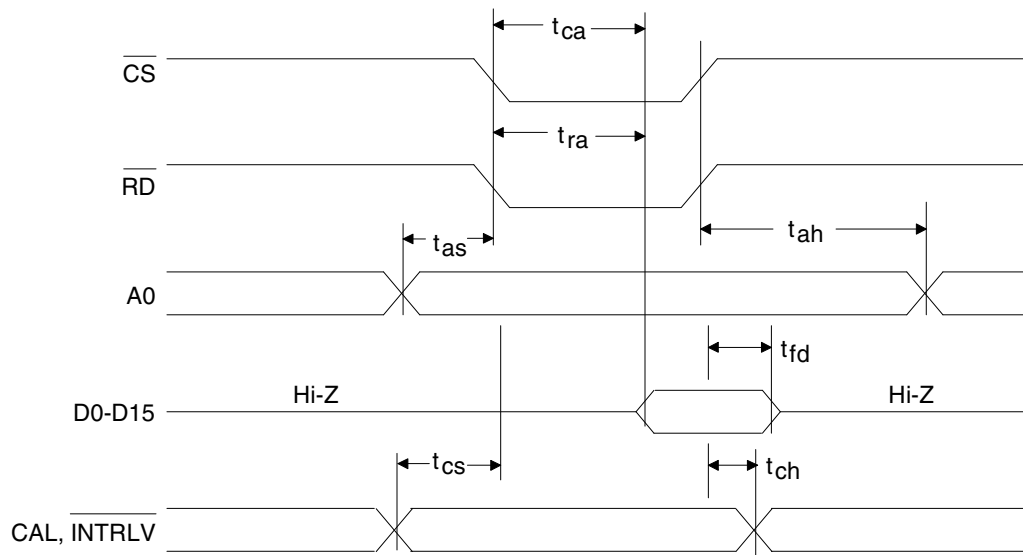 tca
CS
tra
RD
tas
tah
A0
tfd
Hi-Z
Hi-Z
D0-D15
tcs
tch
CAL, INTRLV